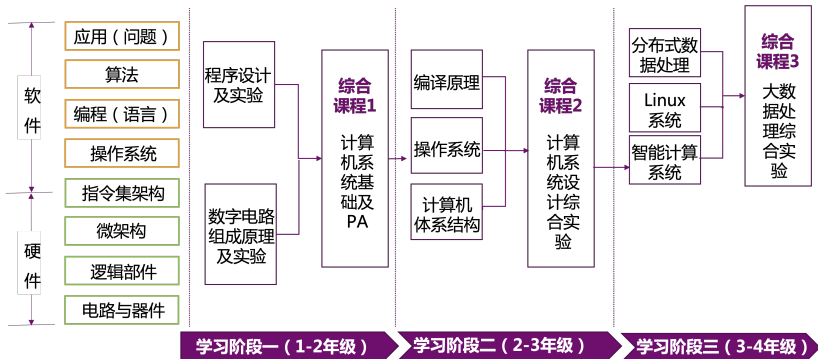 软
件
硬
件
应用（问题）
算法
编程（语言）
操作系统
指令集架构
微架构
逻辑部件
电路与器件
程序设计
及实验
数字电路
组成原理
及实验
综合
课程1
计算
机系
统基
础及
PA
编译原理
操作系统
计算机
体系结构
综合
课程2
计算
机系
统设
计综
合实
验
分布式数
据处理
Linux
系统
智能计算
系统
综合
课程3
大数
据处
理综
合实
验
学习阶段一（1-2年级）
学习阶段二（2-3年级）
学习阶段三（3-4年级）